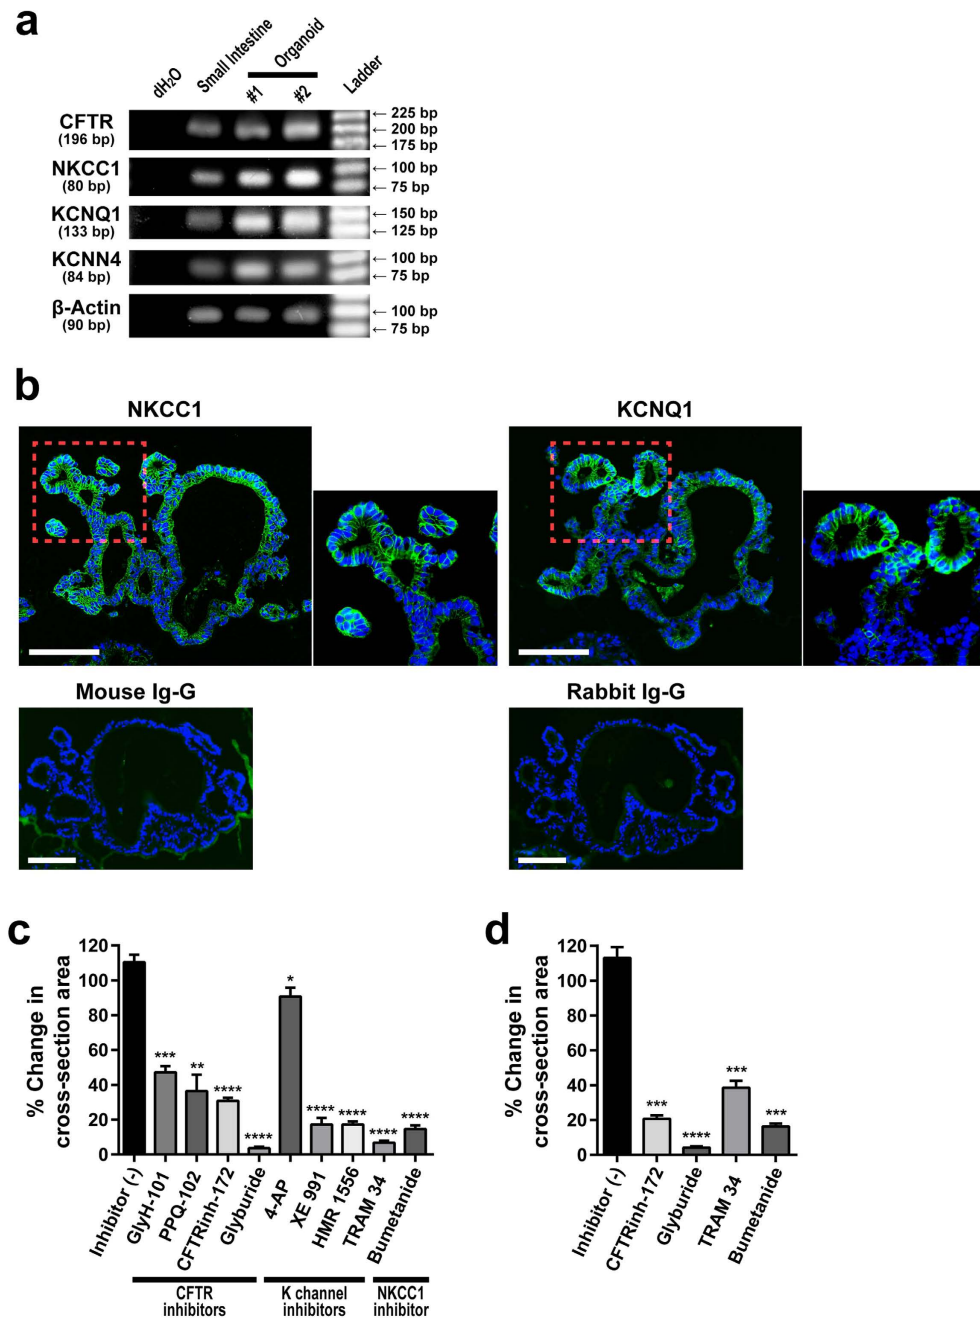 a
dH₂O
Small Intestine
Organoid
#1
#2
Ladder
CFTR
(196 bp)
← 225 bp
← 200 bp
← 175 bp
NKCC1
(80 bp)
← 100 bp
← 75 bp
KCNQ1
(133 bp)
← 150 bp
← 125 bp
KCNN4
(84 bp)
← 100 bp
← 75 bp
β-Actin
(90 bp)
← 100 bp
← 75 bp
b
NKCC1
KCNQ1
Mouse Ig-G
Rabbit Ig-G
c
% Change in
cross-section area
120
100
80
60
40
20
0
***
**
****
****
*
****
****
****
****
Inhibitor (-)
GlyH-101
PPQ-102
CFTRinh-172
Glyburide
4-AP
XE 991
HMR 1556
TRAM 34
Bumetanide
CFTR
inhibitors
K channel
inhibitors
NKCC1
inhibitor
d
% Change in
cross-section area
120
100
80
60
40
20
0
***
****
***
***
Inhibitor (-)
CFTRinh-172
Glyburide
TRAM 34
Bumetanide